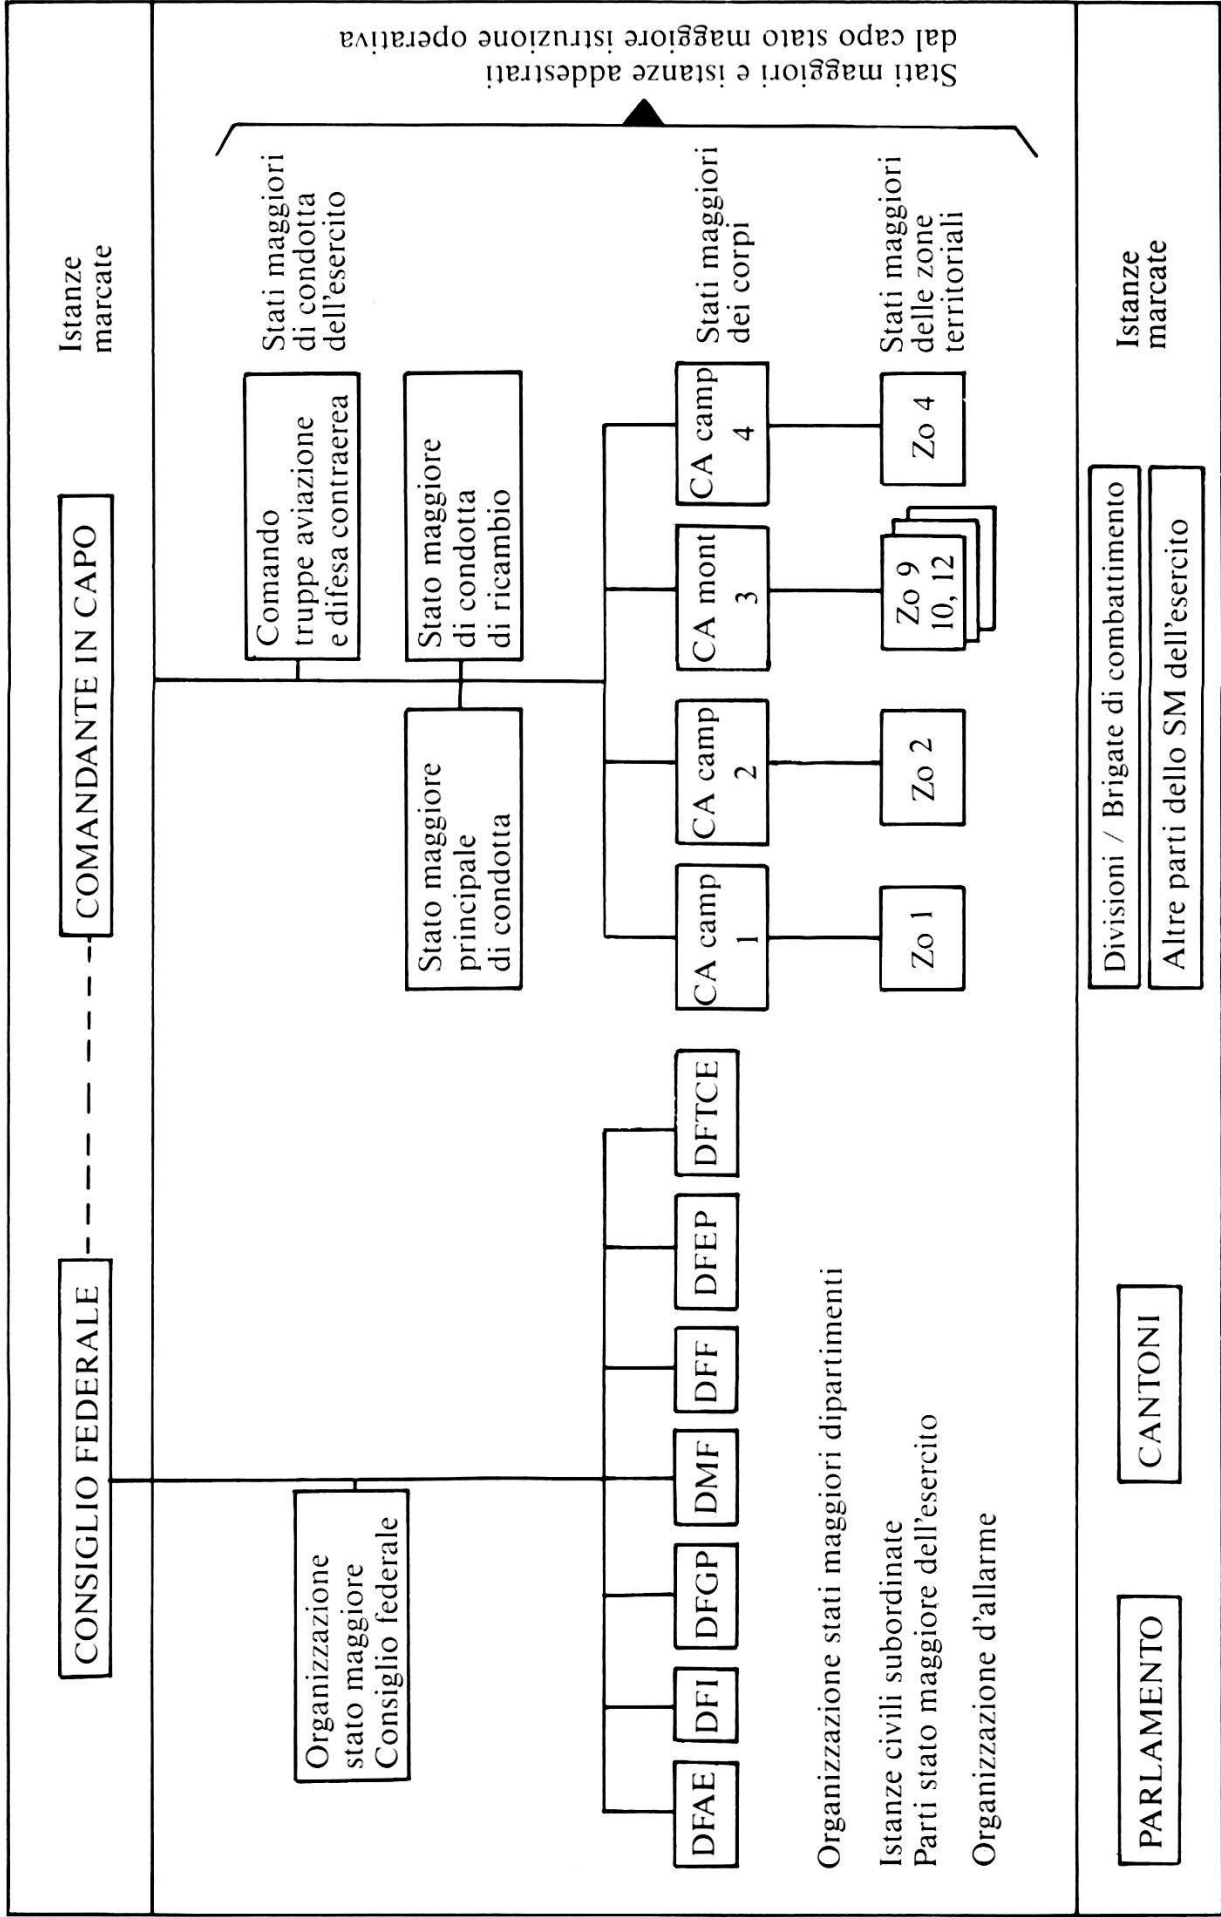 CONSIGLIO FEDERALE
COMANDANTE IN CAPO
Istanze
marcate
Organizzazione
stato maggiore
Consiglio federale
Comando
truppe aviazione
e difesa contraerea
Stati maggiori
di condotta
dell'esercito
Stato maggiore
principale
di condotta
Stato maggiore
di condotta
di ricambio
DFAE
DFI
DFGP
DMF
DFF
DFEP
DFTCE
CA camp
1
CA camp
2
CA mont
3
CA camp
4
Stati maggiori
dei corpi
Organizzazione stati maggiori dipartimenti
Istanze civili subordinate
Parti stato maggiore dell'esercito
Organizzazione d'allarme
Zo 1
Zo 2
Zo 9
10, 12
Zo 4
Stati maggiori
delle zone
territoriali
Stati maggiori e istanze addestrati
dal capo stato maggiore istruzione operativa
PARLAMENTO
CANTONI
Divisioni / Brigate di combattimento
Altre parti dello SM dell'esercito
Istanze
marcate